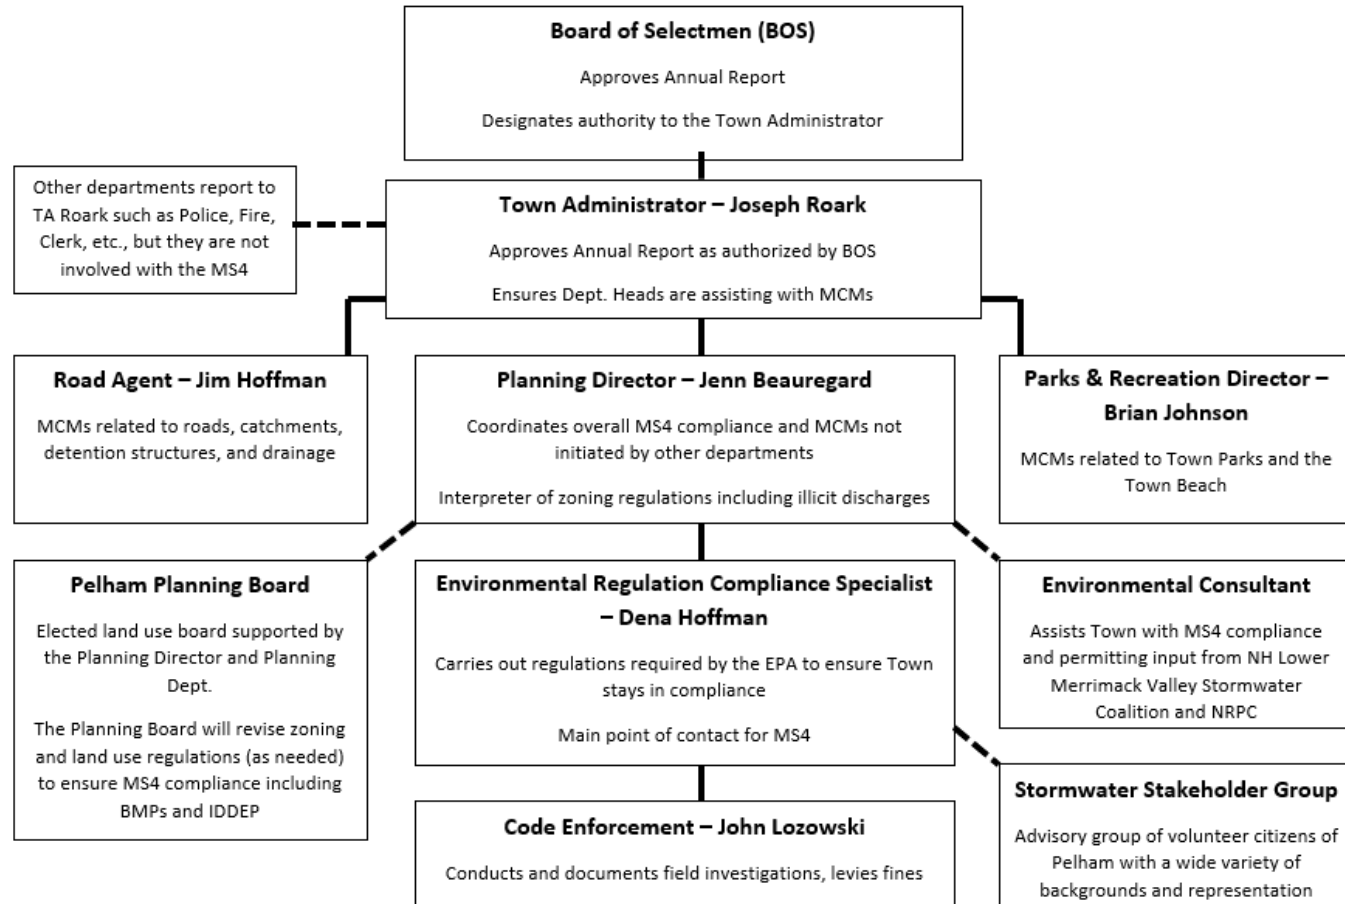 Board of Selectmen (BOS)
Approves Annual Report
Designates authority to the Town Administrator
Other departments report to
TA Roark such as Police, Fire,
Clerk, etc., but they are not
involved with the MS4
Town Administrator – Joseph Roark
Approves Annual Report as authorized by BOS
Ensures Dept. Heads are assisting with MCMs
Road Agent – Jim Hoffman
MCMs related to roads, catchments,
detention structures, and drainage
Planning Director – Jenn Beauregard
Coordinates overall MS4 compliance and MCMs not
initiated by other departments
Interpreter of zoning regulations including illicit discharges
Parks & Recreation Director –
Brian Johnson
MCMs related to Town Parks and the
Town Beach
Pelham Planning Board
Elected land use board supported by
the Planning Director and Planning
Dept.
The Planning Board will revise zoning
and land use regulations (as needed)
to ensure MS4 compliance including
BMPs and IDDEP
Environmental Regulation Compliance Specialist
– Dena Hoffman
Carries out regulations required by the EPA to ensure Town
stays in compliance
Main point of contact for MS4
Environmental Consultant
Assists Town with MS4 compliance
and permitting input from NH Lower
Merrimack Valley Stormwater
Coalition and NRPC
Code Enforcement – John Lozowski
Conducts and documents field investigations, levies fines
Stormwater Stakeholder Group
Advisory group of volunteer citizens of
Pelham with a wide variety of
backgrounds and representation